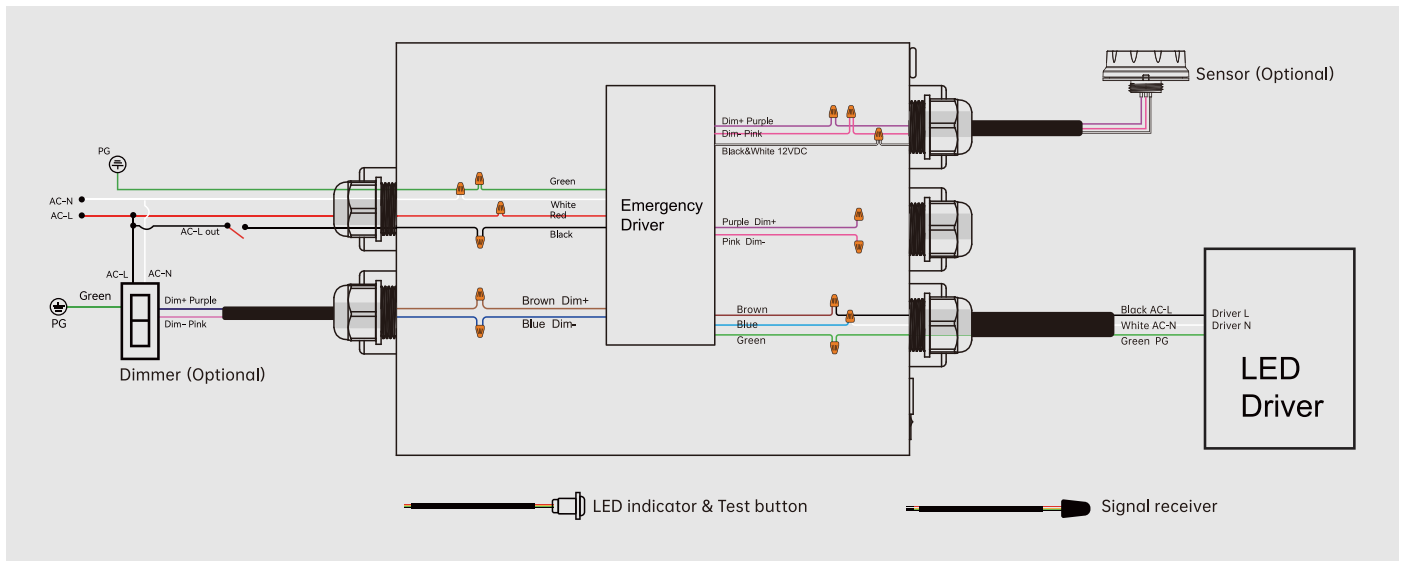 Sensor (Optional)
Dim+ Purple
Dim- Pink
Black&White 12VDC
PG
Green
AC-N
White
AC-L
Red
Emergency
Driver
AC-L out
Black
Purple Dim+
Pink Dim-
AC-L
AC-N
Green
PG
Dim+ Purple
Dim- Pink
Brown Dim+
Blue Dim-
Dimmer (Optional)
Brown
Blue
Green
Black AC-L
White AC-N
Green PG
Driver L
Driver N
LED
Driver
LED indicator & Test button
Signal receiver